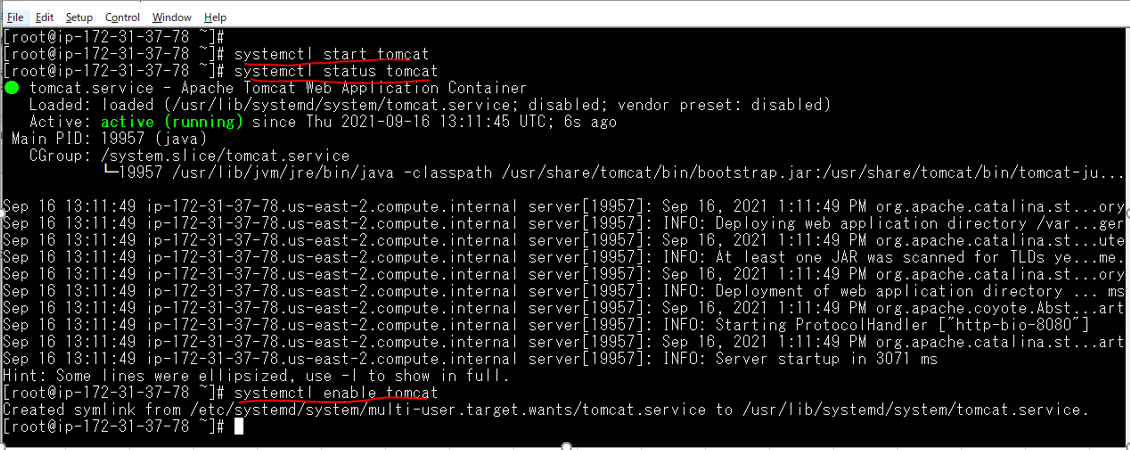 File Edit Setup Control Window Help
[root@ip-172-31-37-78 ~]#
[root@ip-172-31-37-78 ~]# systemctl start tomcat
[root@ip-172-31-37-78 ~]# systemctl status tomcat
● tomcat.service - Apache Tomcat Web Application Container
Loaded: loaded (/usr/lib/systemd/system/tomcat.service; disabled; vendor preset: disabled)
Active: active (running) since Thu 2021-09-16 13:11:45 UTC; 6s ago
Main PID: 19957 (java)
CGroup: /system.slice/tomcat.service
└─19957 /usr/lib/jvm/jre/bin/java -classpath /usr/share/tomcat/bin/bootstrap.jar:/usr/share/tomcat/bin/tomcat-ju...
Sep 16 13:11:49 ip-172-31-37-78.us-east-2.compute.internal server[19957]: Sep 16, 2021 1:11:49 PM org.apache.catalina.st...ory
Sep 16 13:11:49 ip-172-31-37-78.us-east-2.compute.internal server[19957]: INFO: Deploying web application directory /var...ger
Sep 16 13:11:49 ip-172-31-37-78.us-east-2.compute.internal server[19957]: Sep 16, 2021 1:11:49 PM org.apache.catalina.st...ute
Sep 16 13:11:49 ip-172-31-37-78.us-east-2.compute.internal server[19957]: INFO: At least one JAR was scanned for TLDs ye...me.
Sep 16 13:11:49 ip-172-31-37-78.us-east-2.compute.internal server[19957]: Sep 16, 2021 1:11:49 PM org.apache.catalina.st...ory
Sep 16 13:11:49 ip-172-31-37-78.us-east-2.compute.internal server[19957]: INFO: Deployment of web application directory ... ms
Sep 16 13:11:49 ip-172-31-37-78.us-east-2.compute.internal server[19957]: Sep 16, 2021 1:11:49 PM org.apache.coyote.Abst...art
Sep 16 13:11:49 ip-172-31-37-78.us-east-2.compute.internal server[19957]: INFO: Starting ProtocolHandler ["http-bio-8080"]
Sep 16 13:11:49 ip-172-31-37-78.us-east-2.compute.internal server[19957]: Sep 16, 2021 1:11:49 PM org.apache.catalina.st...art
Sep 16 13:11:49 ip-172-31-37-78.us-east-2.compute.internal server[19957]: INFO: Server startup in 3071 ms
Hint: Some lines were ellipsized, use -l to show in full.
[root@ip-172-31-37-78 ~]# systemctl enable tomcat
Created symlink from /etc/systemd/system/multi-user.target.wants/tomcat.service to /usr/lib/systemd/system/tomcat.service.
[root@ip-172-31-37-78 ~]#